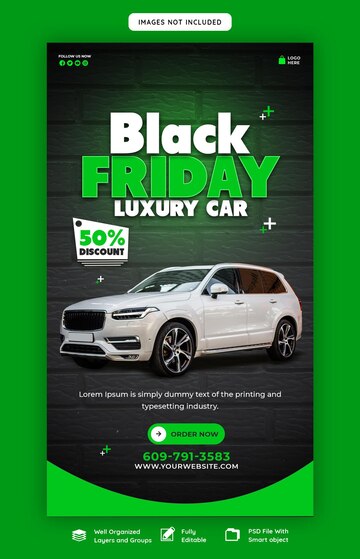 IMAGES NOT INCLUDED
FOLLOW US NOW
LOGO
HERE
Black
FRIDAY
LUXURY CAR
50%
DISCOUNT
Lorem Ipsum is simply dummy text of the printing and
typesetting industry.
ORDER NOW
609-791-3583
WWW.YOURWEBSITE.COM
Well Organized
Layers and Groups
Fully
Editable
PSD File With
Smart object